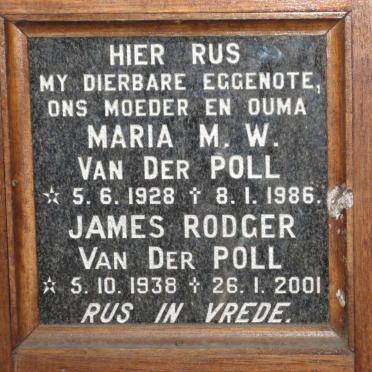 HIER RUS
MY DIERBARE EGGENOTE,
ONS MOEDER EN OUMA
MARIA M. W.
VAN DER POLL
☆ 5. 6. 1928 ✝ 8. 1. 1986.
JAMES RODGER
VAN DER POLL
☆ 5. 10. 1938 ✝ 26. 1. 2001
RUS IN VREDE.